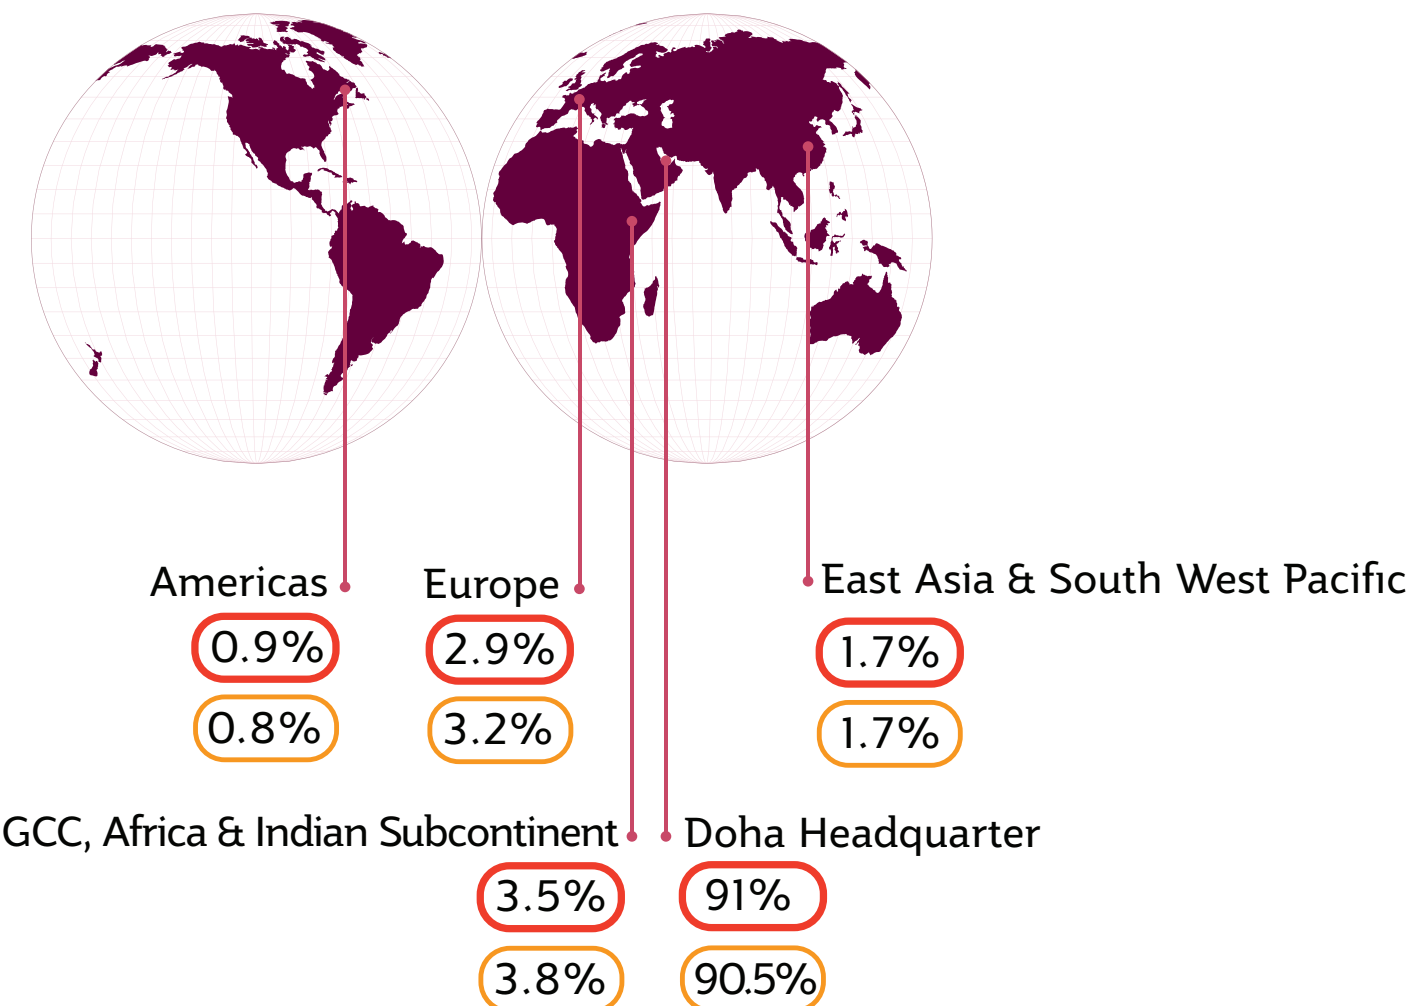 Americas
0.9%
0.8%
Europe
2.9%
3.2%
East Asia & South West Pacific
1.7%
1.7%
GCC, Africa & Indian Subcontinent
3.5%
3.8%
Doha Headquarter
91%
90.5%